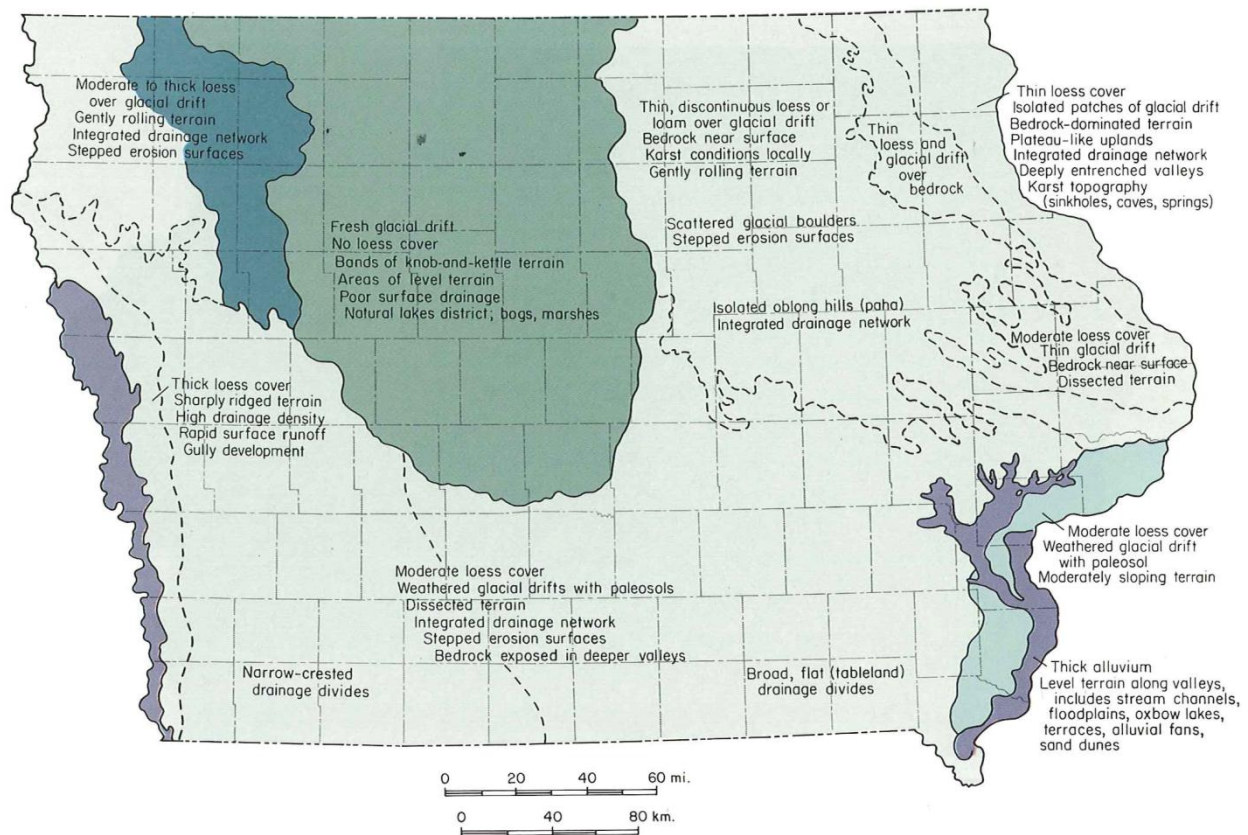 Moderate to thick loess
over glacial drift
Gently rolling terrain
Integrated drainage network
Stepped erosion surfaces
Fresh glacial drift
No loess cover
Bands of knob-and-kettle terrain
Areas of level terrain
Poor surface drainage
Natural lakes district; bogs, marshes
Thin, discontinuous loess or
loam over glacial drift
Bedrock near surface
Karst conditions locally
Gently rolling terrain
Scattered glacial boulders
Stepped erosion surfaces
Isolated oblong hills (paha)
Integrated drainage network
Thin
loess and
glacial drift
over
bedrock
Thin loess cover
Isolated patches of glacial drift
Bedrock-dominated terrain
Plateau-like uplands
Integrated drainage network
Deeply entrenched valleys
Karst topography
(sinkholes, caves, springs)
Moderate loess cover
Thin glacial drift
Bedrock near surface
Dissected terrain
Thick loess cover
Sharply ridged terrain
High drainage density
Rapid surface runoff
Gully development
Moderate loess cover
Weathered glacial drifts with paleosols
Dissected terrain
Integrated drainage network
Stepped erosion surfaces
Bedrock exposed in deeper valleys
Narrow-crested
drainage divides
Broad, flat (tableland)
drainage divides
Moderate loess cover
Weathered glacial drift
with paleosol
Moderately sloping terrain
Thick alluvium
Level terrain along valleys,
includes stream channels,
floodplains, oxbow lakes,
terraces, alluvial fans,
sand dunes
0 20 40 60 mi.
0 40 80 km.